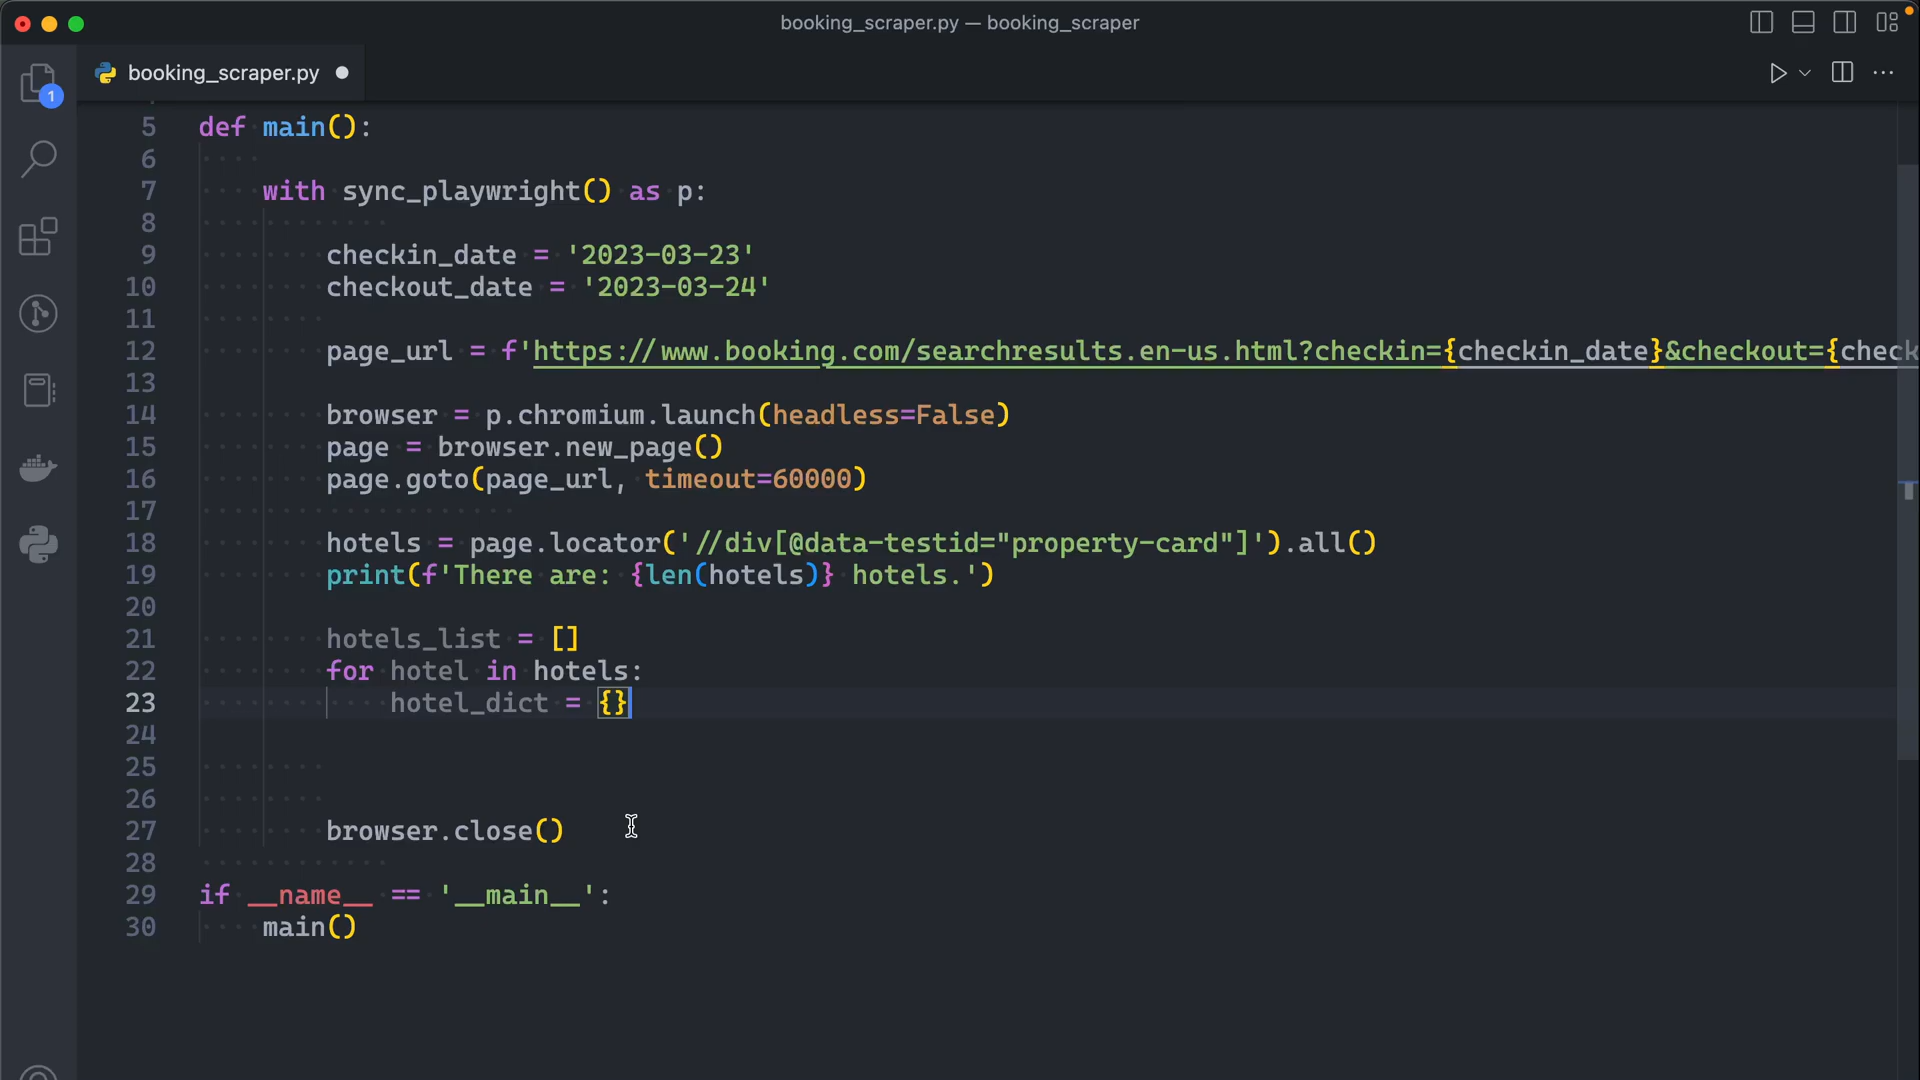 booking_scraper.py — booking_scraper
booking_scraper.py
1
5 def main():
6
7 with sync_playwright() as p:
8
9 checkin_date = '2023-03-23'
10 checkout_date = '2023-03-24'
11
12 page_url = f'https://www.booking.com/searchresults.en-us.html?checkin={checkin_date}&checkout={check
13
14 browser = p.chromium.launch(headless=False)
15 page = browser.new_page()
16 page.goto(page_url, timeout=60000)
17
18 hotels = page.locator('//div[@data-testid="property-card"]').all()
19 print(f'There are: {len(hotels)} hotels.')
20
21 hotels_list = []
22 for hotel in hotels:
23 hotel_dict = {}
24
25
26
27 browser.close()
28
29 if __name__ == '__main__':
30 main()